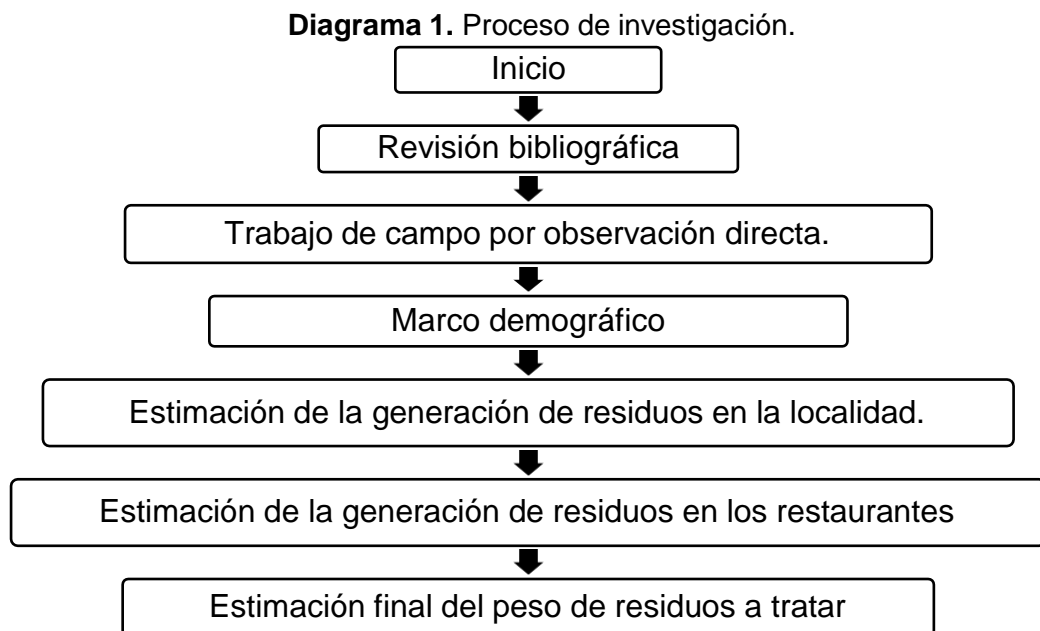 Diagrama 1. Proceso de investigación.
Inicio
Revisión bibliográfica
Trabajo de campo por observación directa.
Marco demográfico
Estimación de la generación de residuos en la localidad.
Estimación de la generación de residuos en los restaurantes
Estimación final del peso de residuos a tratar